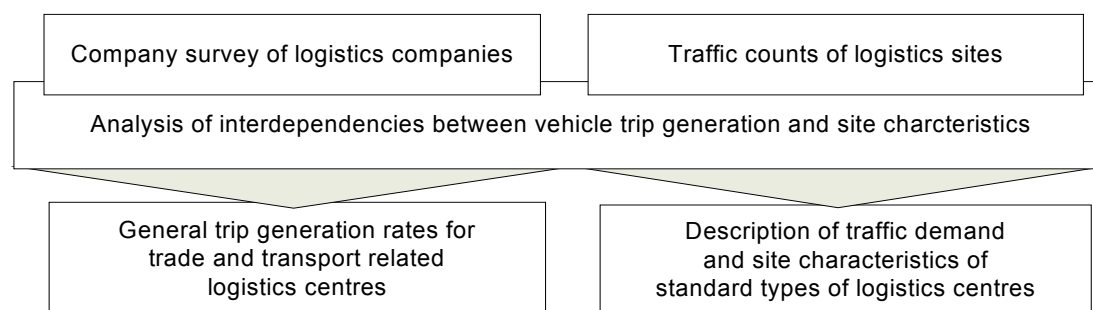 Company survey of logistics companies
Traffic counts of logistics sites
Analysis of interdependencies between vehicle trip generation and site charcteristics
General trip generation rates for
trade and transport related
logistics centres
Description of traffic demand
and site characteristics of
standard types of logistics centres